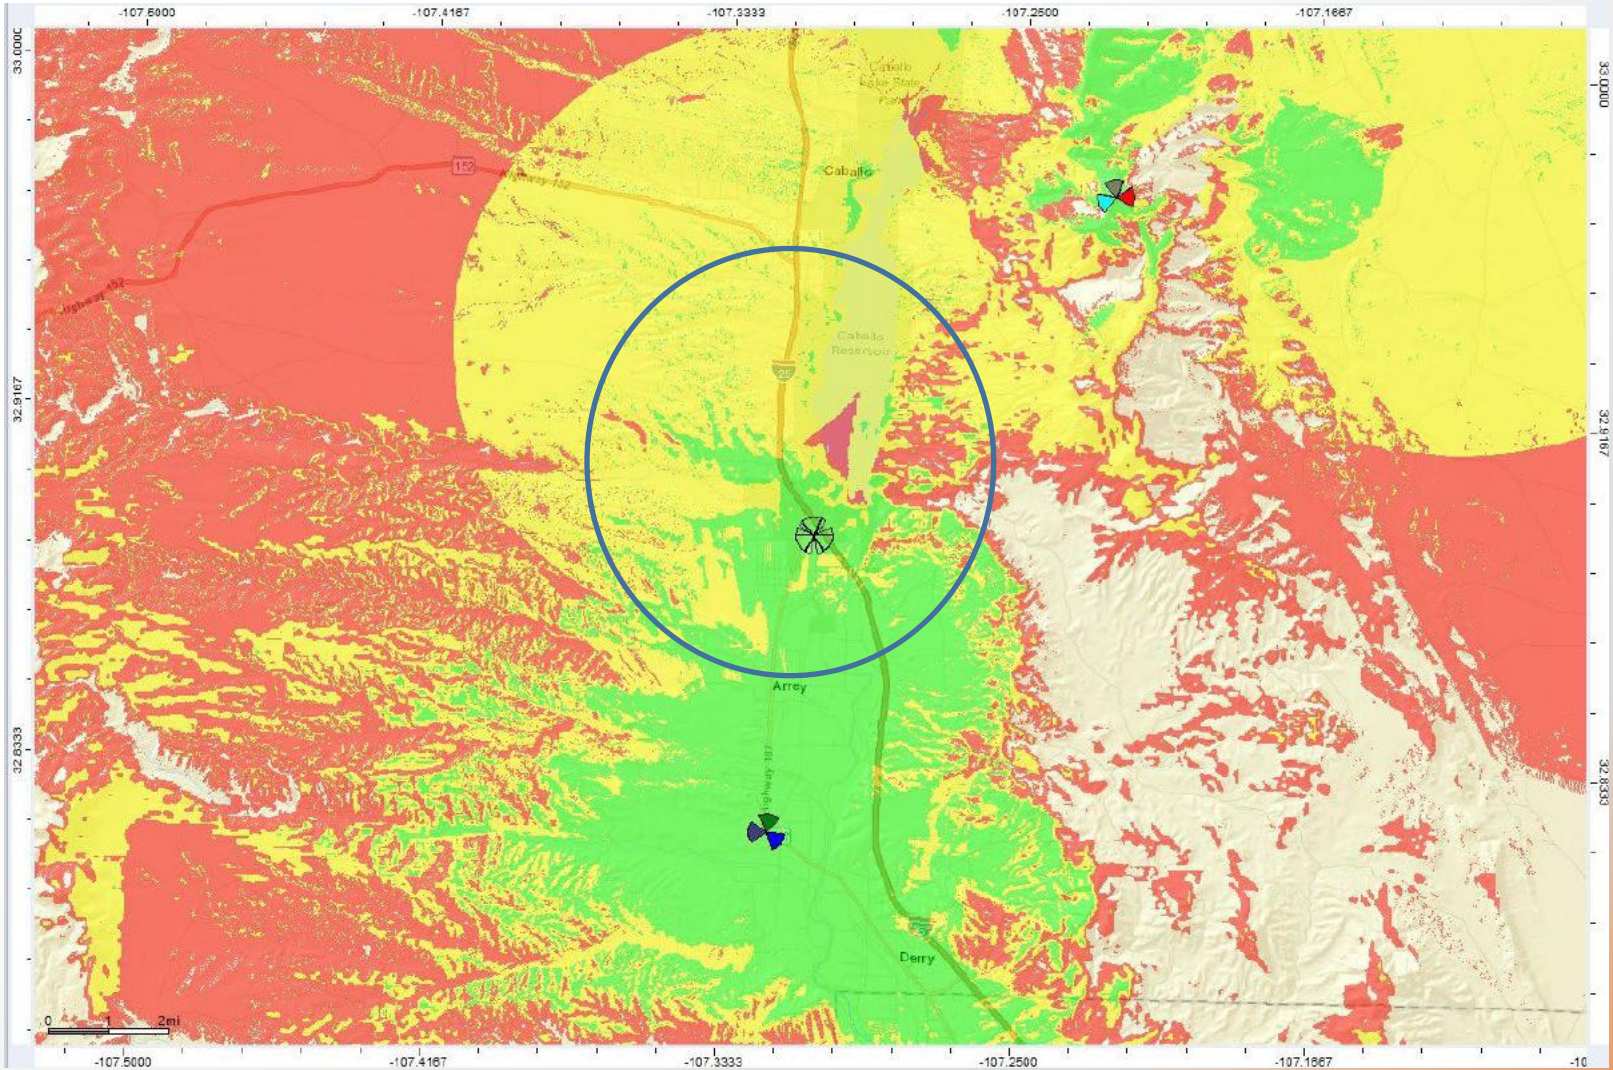 -107.5000 -107.4167 -107.3333 -107.2500 -107.1667
33.0000
33.0000
Caballo
Lake State
Park
152
Highway 152
Caballo
Highway 152
Caballo
Reservoir
25
32.9167
32.9167
Arrey
32.8333
32.8333
Highway 187
25
Derry
0 1 2mi
-107.5000 -107.4167 -107.3333 -107.2500 -107.1667 -10